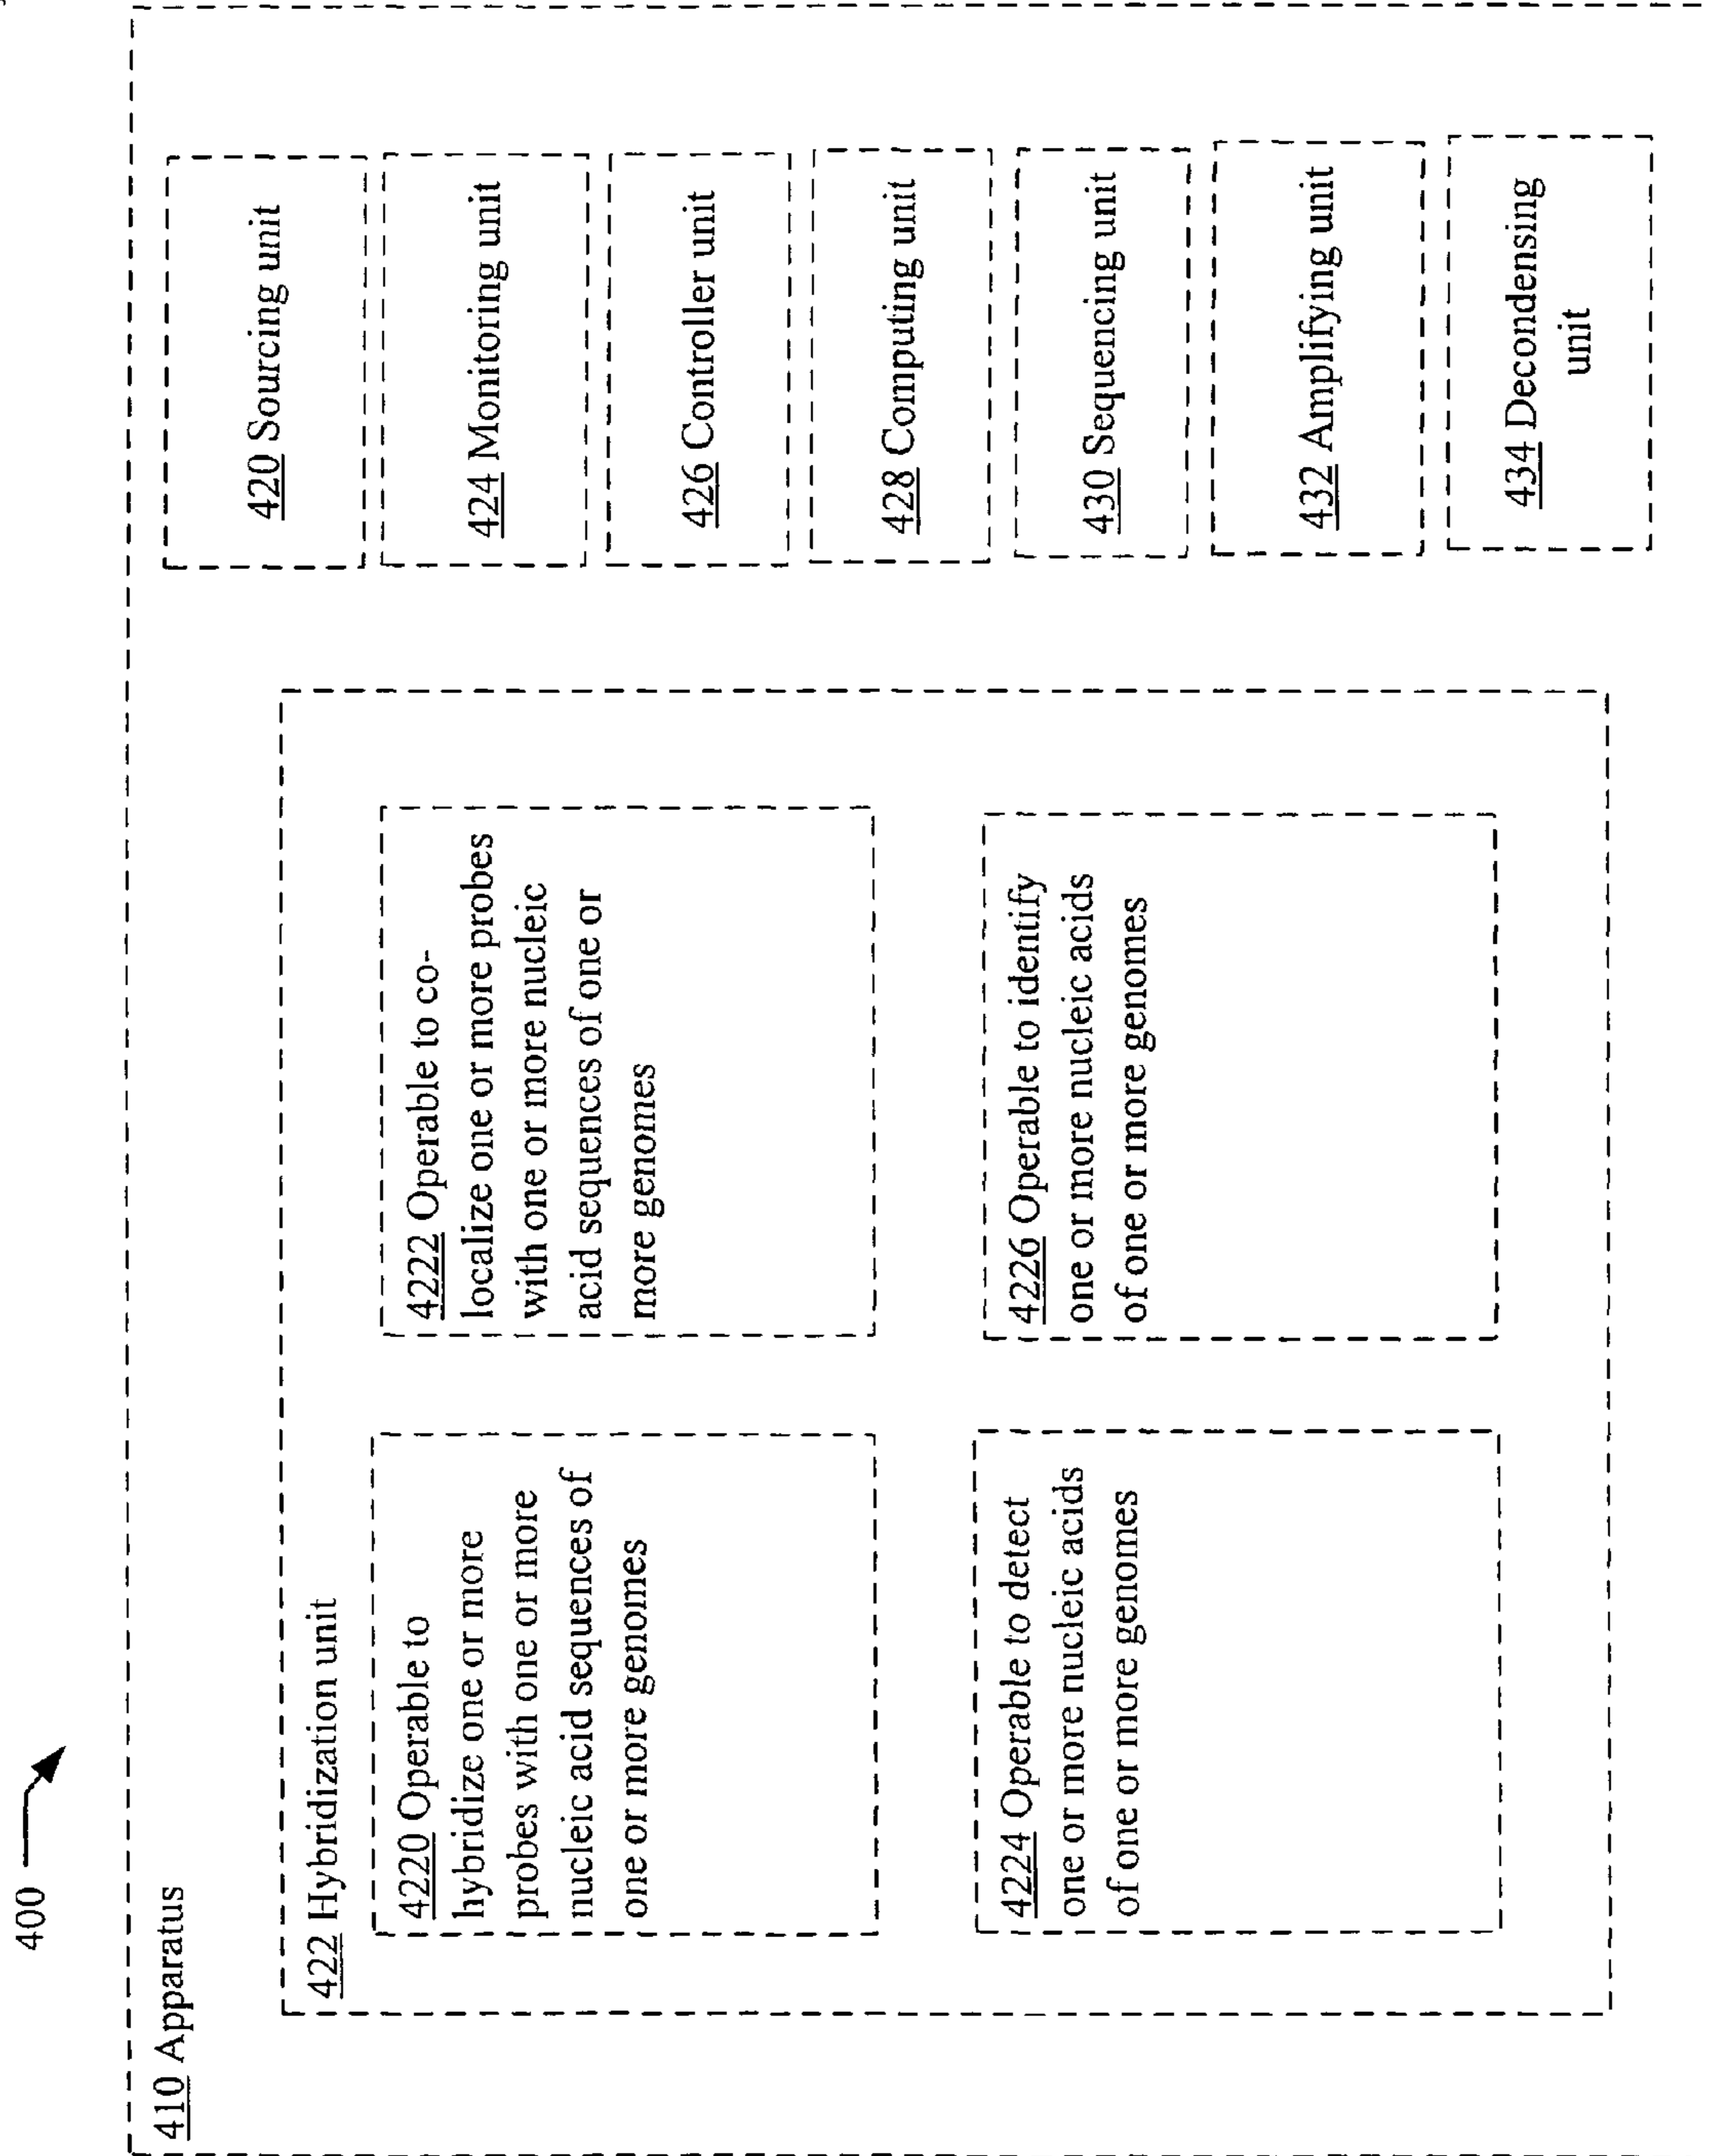 400
410 Apparatus
422 Hybridization unit
4220 Operable to
hybridize one or more
probes with one or more
nucleic acid sequences of
one or more genomes
4222 Operable to co-
localize one or more probes
with one or more nucleic
acid sequences of one or
more genomes
4224 Operable to detect
one or more nucleic acids
of one or more genomes
4226 Operable to identify
one or more nucleic acids
of one or more genomes
420 Sourcing unit
424 Monitoring unit
426 Controller unit
428 Computing unit
430 Sequencing unit
432 Amplifying unit
434 Decondensing
unit